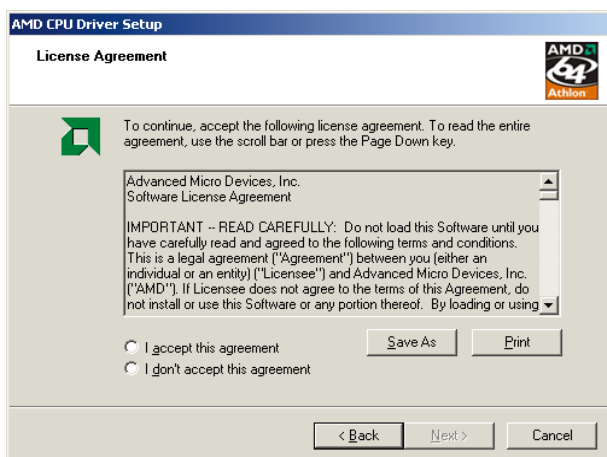 AMD CPU Driver Setup
License Agreement
AMD
64
Athlon
To continue, accept the following license agreement. To read the entire
agreement, use the scroll bar or press the Page Down key.
Advanced Micro Devices, Inc.
Software License Agreement
IMPORTANT -- READ CAREFULLY: Do not load this Software until you
have carefully read and agreed to the following terms and conditions.
This is a legal agreement ("Agreement") between you (either an
individual or an entity) ("Licensee") and Advanced Micro Devices, Inc.
("AMD"). If Licensee does not agree to the terms of this Agreement, do
not install or use this Software or any portion thereof. By loading or using
I accept this agreement
I don't accept this agreement
Save As
Print
< Back
Next >
Cancel